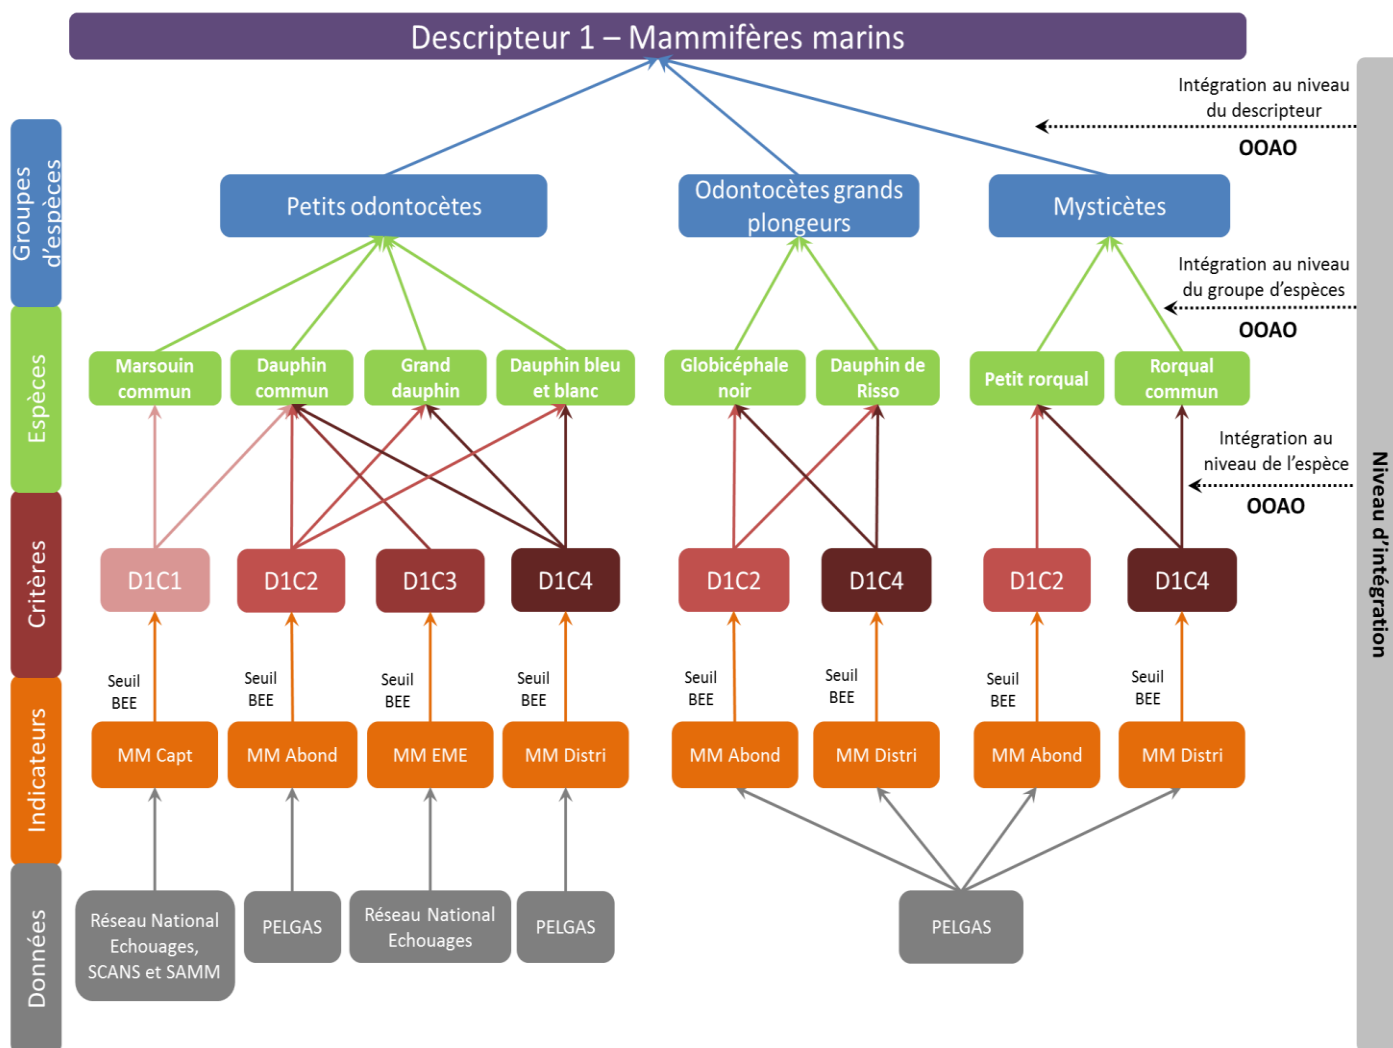 Descripteur 1 – Mammifères marins
Intégration au niveau
du descripteur
OOAO
Groupes
d'espèces
Petits odontocètes
Odontocètes grands
plongeurs
Mysticètes
Intégration au niveau
du groupe d'espèces
OOAO
Espèces
Marsouin
commun
Dauphin
commun
Grand
dauphin
Dauphin bleu
et blanc
Globicéphale
noir
Dauphin de
Risso
Petit rorqual
Rorqual
commun
Intégration au
niveau de l'espèce
OOAO
Niveau d'intégration
Critères
D1C1
D1C2
D1C3
D1C4
D1C2
D1C4
D1C2
D1C4
Seuil
BEE
Seuil
BEE
Seuil
BEE
Seuil
BEE
Seuil
BEE
Seuil
BEE
Seuil
BEE
Seuil
BEE
Indicateurs
MM Capt
MM Abond
MM EME
MM Distri
MM Abond
MM Distri
MM Abond
MM Distri
Données
Réseau National
Echouages,
SCANS et SAMM
PELGAS
Réseau National
Echouages
PELGAS
PELGAS